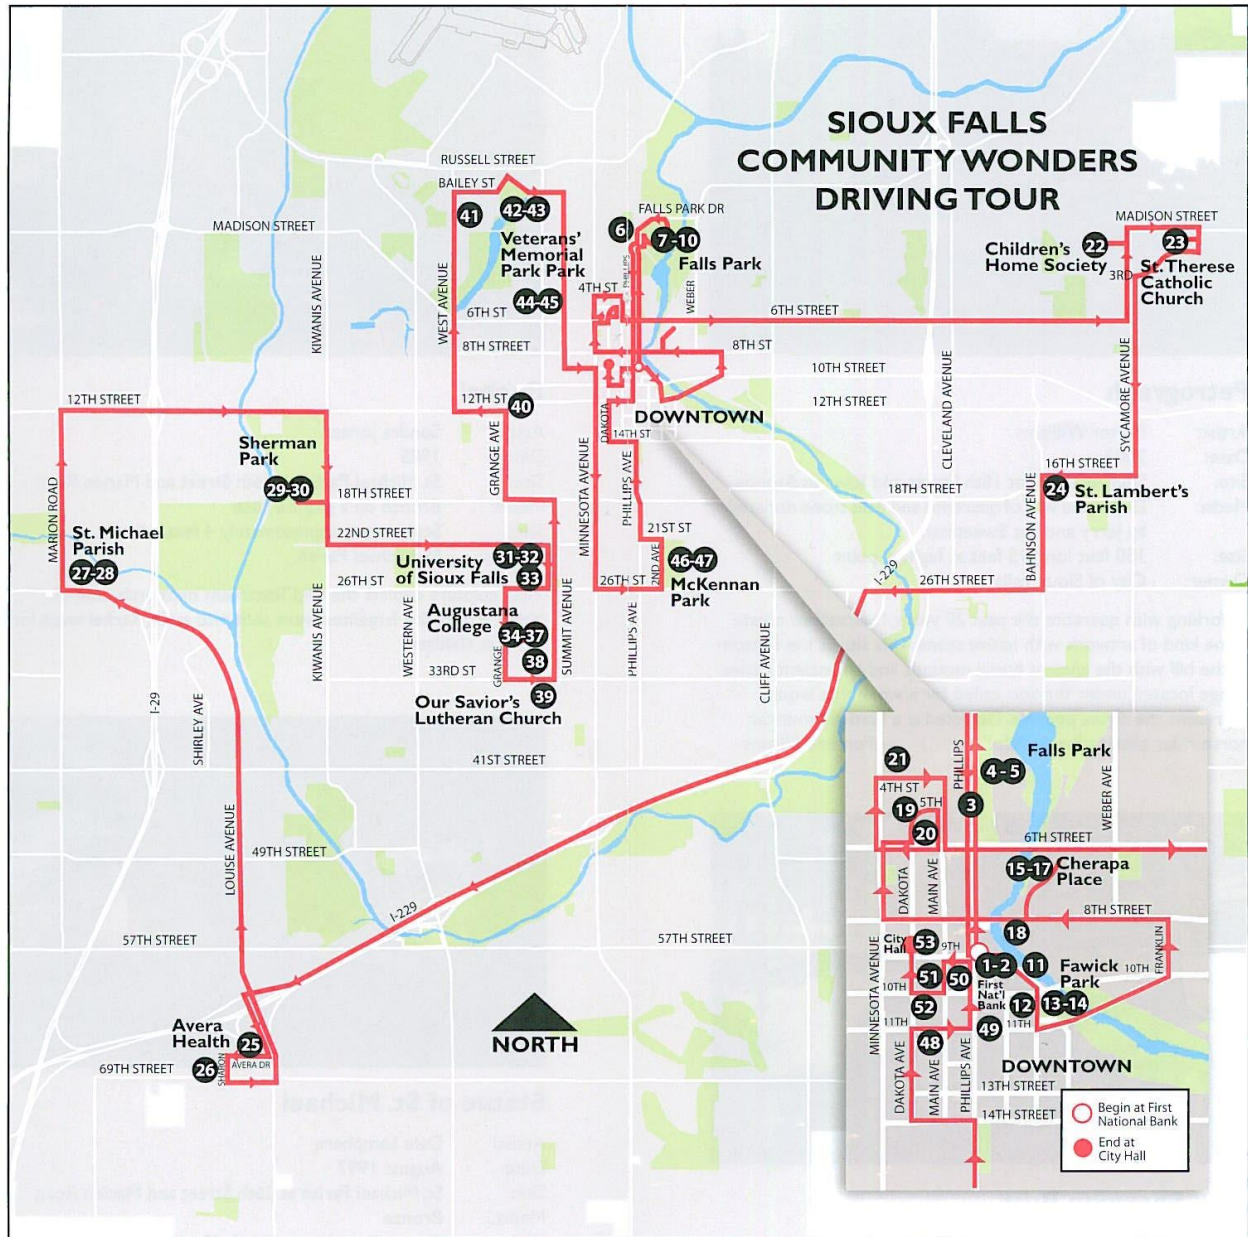 SIOUX FALLS
COMMUNITY WONDERS
DRIVING TOUR
RUSSELL STREET
BAILEY ST
41
42-43
Veterans'
Memorial
Park Park
44-45
6TH ST
8TH STREET
MADISON STREET
KIWANIS AVENUE
WEST AVENUE
6
FALLS PARK DR
7-10
Falls Park
PHILLIPS
WEBER
4TH ST
6TH STREET
8TH ST
MADISON STREET
22
Children's
Home Society
23
3RD
St. Therese
Catholic
Church
10TH STREET
12TH STREET
CLEVELAND AVENUE
SYCAMORE AVENUE
12TH STREET
12TH ST
40
DAKOTA
DOWNTOWN
14TH ST
Sherman
Park
29-30
18TH STREET
GRANGE AVE
MINNESOTA AVENUE
PHILLIPS AVE
16TH STREET
18TH STREET
24
St. Lambert's
Parish
BAHNSON AVENUE
MARION ROAD
St. Michael
Parish
27-28
22ND STREET
31-32
University
of Sioux Falls
33
26TH ST
21ST ST
2ND AVE
46-47
McKennan
Park
26TH ST
I-229
26TH STREET
KIWANIS AVENUE
WESTERN AVE
Augustana
College
34-37
38
33RD ST
GRANGE
SUMMIT AVENUE
PHILLIPS AVE
CLIFF AVENUE
39
Our Savior's
Lutheran Church
I-29
SHIRLEY AVE
41ST STREET
LOUISE AVENUE
49TH STREET
I-229
57TH STREET
57TH STREET
Avera
Health
25
26
69TH STREET
SHARON
AVERA DR
NORTH
21
PHILLIPS
4-5
Falls Park
4TH ST
5TH
19
3
20
WEBER AVE
6TH STREET
15-17
Cherapa
Place
DAKOTA
MAIN AVE
8TH STREET
18
City
Hall
53
9TH
MINNESOTA AVENUE
1-2
11
Fawick
Park
FRANKLIN
10TH
10TH
51
50
First
Nat'l
Bank
12
13-14
52
11TH
11TH
48
49
DOWNTOWN
DAKOTA AVE
MAIN AVE
PHILLIPS AVE
13TH STREET
14TH STREET
Begin at First
National Bank
End at
City Hall